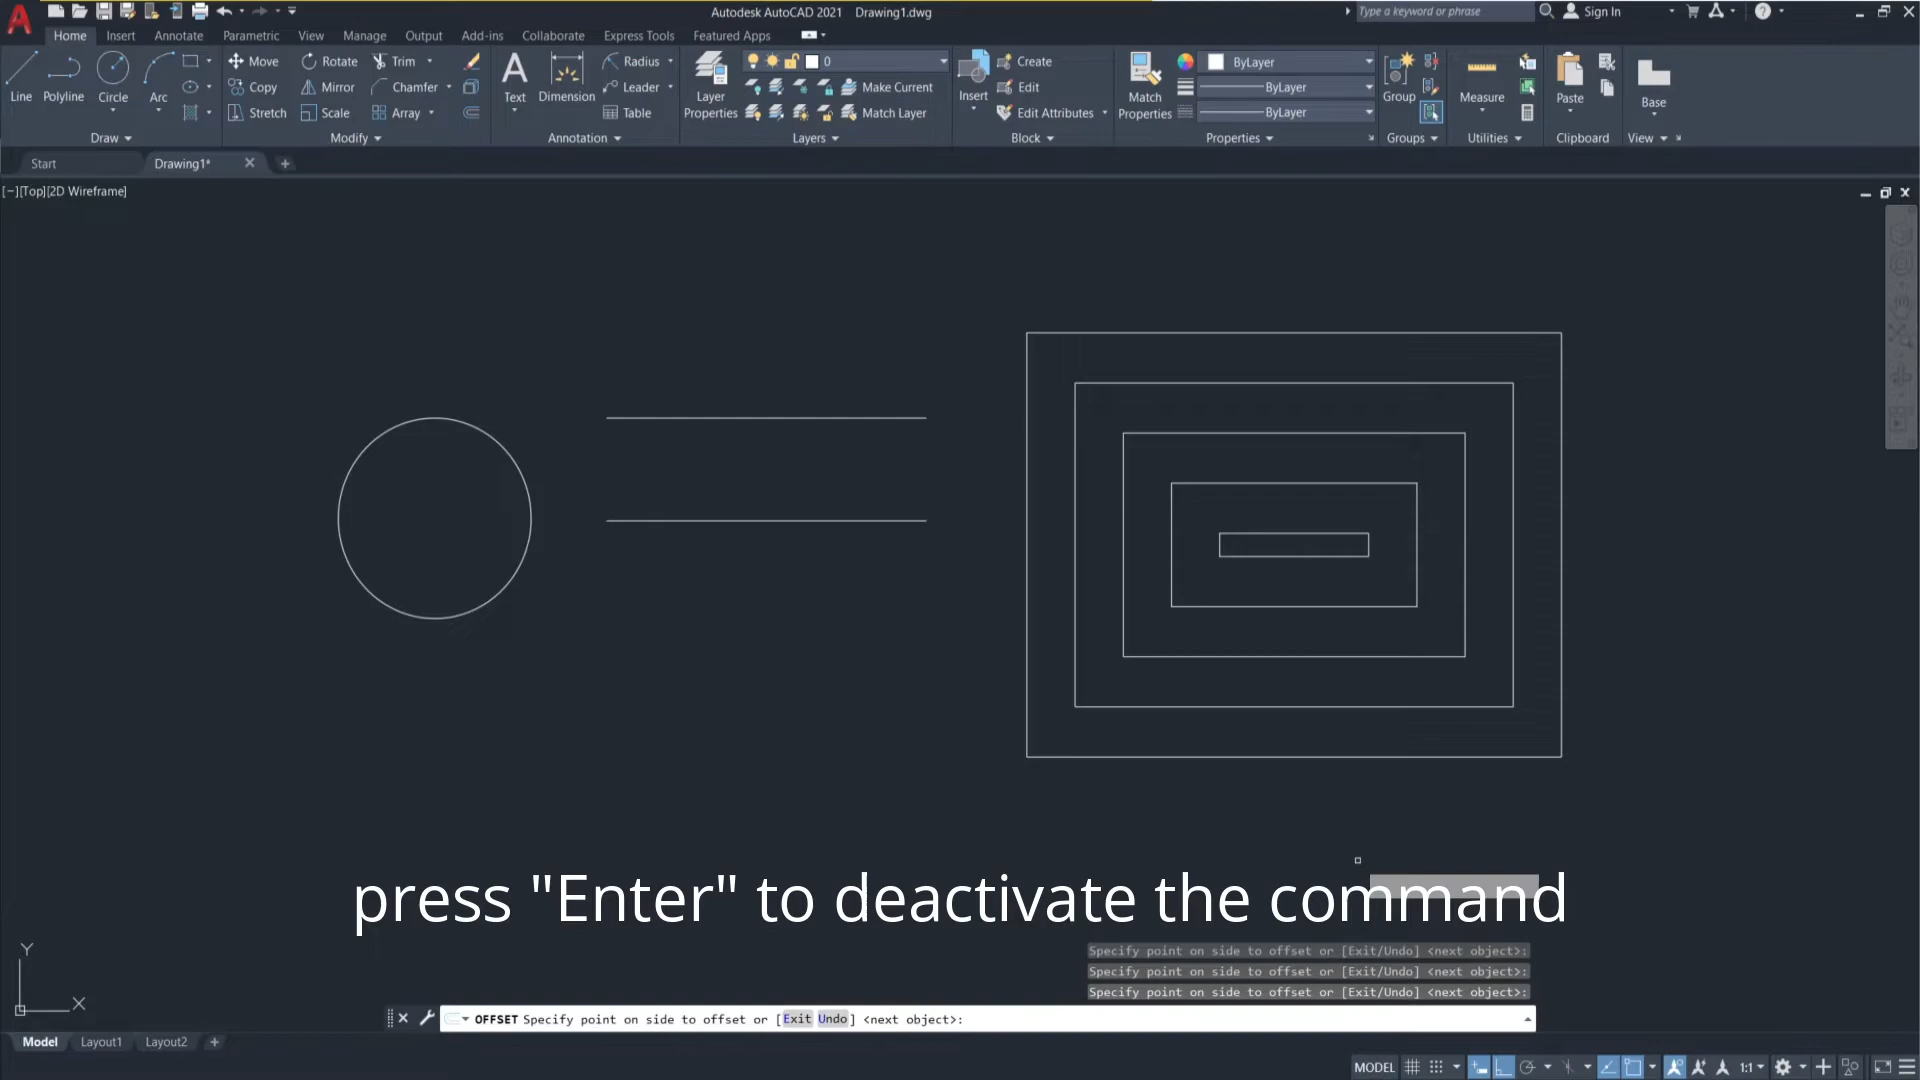 Autodesk AutoCAD 2021 Drawing1.dwg
Type a keyword or phrase
Sign In
Home Insert Annotate Parametric View Manage Output Add-ins Collaborate Express Tools Featured Apps
Line Polyline Circle Arc
Move Rotate Trim
Copy Mirror Chamfer
Stretch Scale Array
Text Dimension
Radius
Leader
Table
Layer
Properties
0
Make Current
Match Layer
Insert
Create
Edit
Edit Attributes
Match
Properties
ByLayer
ByLayer
ByLayer
Group
Measure
Paste
Base
Draw Modify Annotation Layers Block Properties Groups Utilities Clipboard View
Start Drawing1*
[−][Top][2D Wireframe]
press "Enter" to deactivate the command
Y
X
Specify point on side to offset or [Exit/Undo] <next object>:
Specify point on side to offset or [Exit/Undo] <next object>:
Specify point on side to offset or [Exit/Undo] <next object>:
OFFSET Specify point on side to offset or [Exit Undo] <next object>:
Model Layout1 Layout2 +
MODEL 1:1